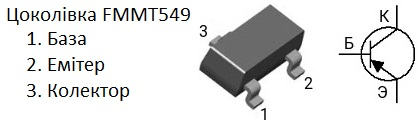 Цоколівка FMMT549
1. База
2. Емітер
3. Колектор
3
1
2
К
Б
Э